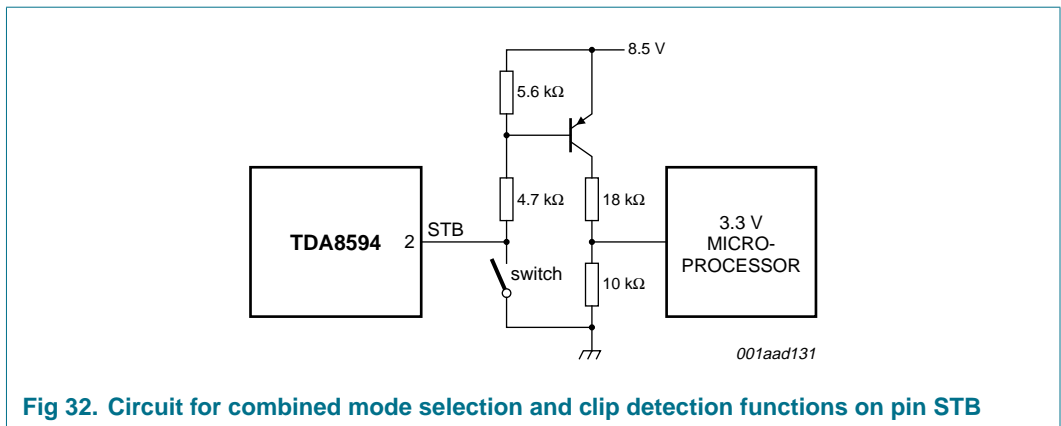 8.5 V
5.6 kΩ
4.7 kΩ
18 kΩ
TDA8594
2
STB
switch
10 kΩ
3.3 V
MICRO-
PROCESSOR
001aad131
Fig 32. Circuit for combined mode selection and clip detection functions on pin STB